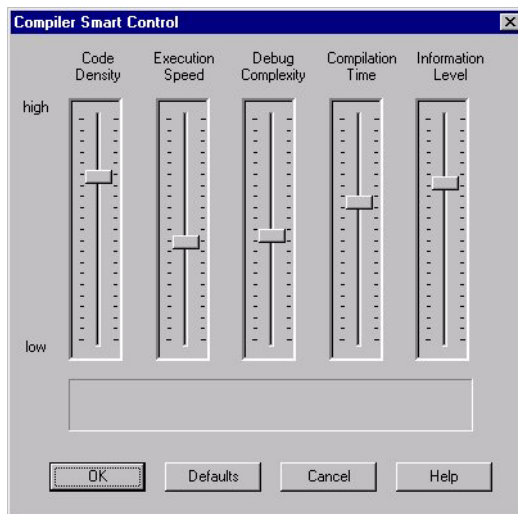 Compiler Smart Control
Code
Density
Execution
Speed
Debug
Complexity
Compilation
Time
Information
Level
high
low
OK
Defaults
Cancel
Help